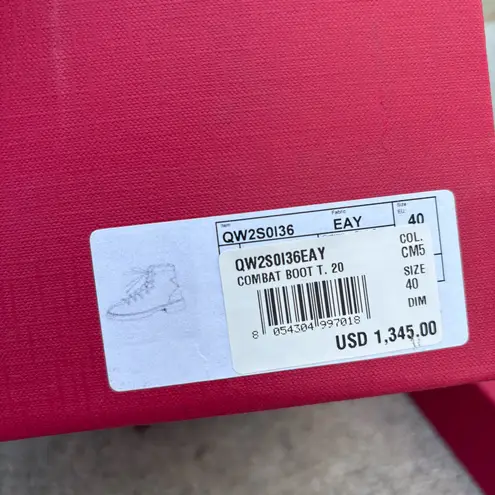 Item Fabric Size
QW2S0I36 EAY EU 40
QW2S0I36EAY COL.
COMBAT BOOT T. 20 CM5
SIZE
40
DIM
8 054304 997018
USD 1,345.00